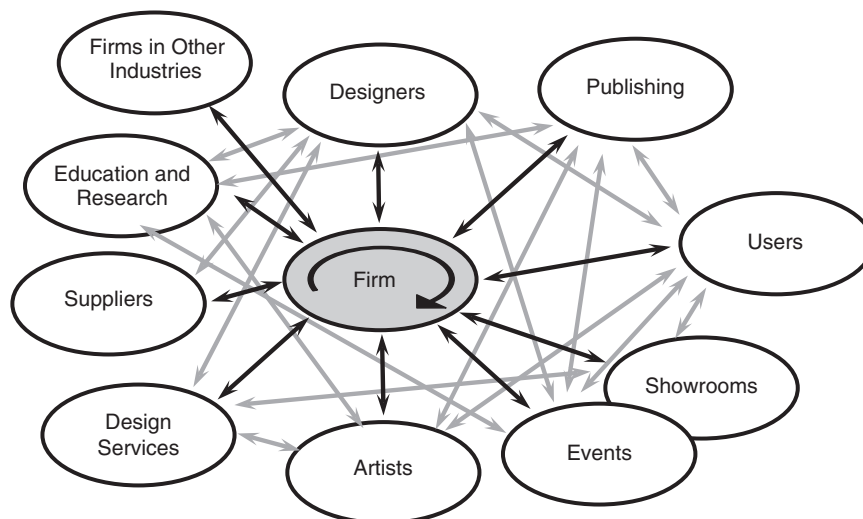 Firms in Other
Industries
Designers
Publishing
Education and
Research
Users
Firm
Suppliers
Showrooms
Design
Services
Artists
Events